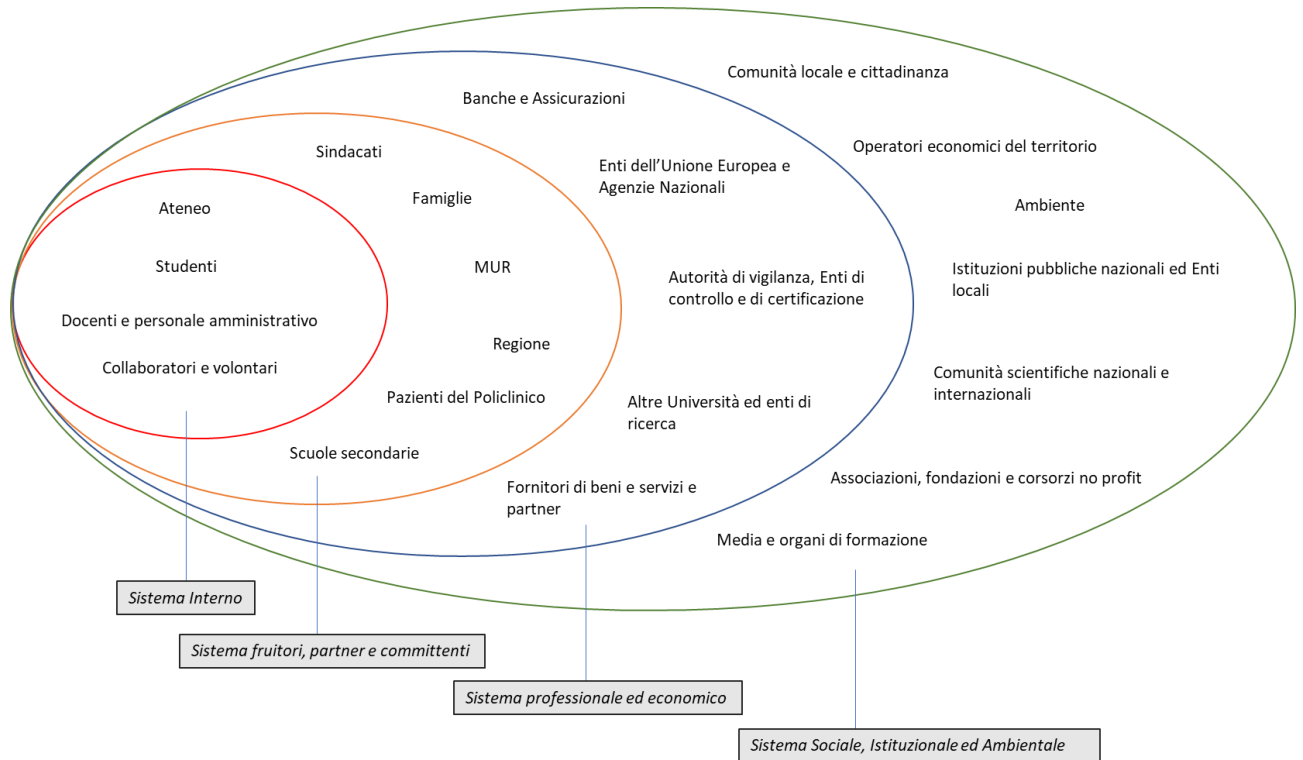 Comunità locale e cittadinanza
Banche e Assicurazioni
Operatori economici del territorio
Sindacati
Enti dell'Unione Europea e
Agenzie Nazionali
Famiglie
Ateneo
Ambiente
Studenti
MUR
Autorità di vigilanza, Enti di
controllo e di certificazione
Istituzioni pubbliche nazionali ed Enti
locali
Docenti e personale amministrativo
Regione
Collaboratori e volontari
Comunità scientifiche nazionali e
internazionali
Pazienti del Policlinico
Altre Università ed enti di
ricerca
Scuole secondarie
Associazioni, fondazioni e corsorzi no profit
Fornitori di beni e servizi e
partner
Media e organi di formazione
Sistema Interno
Sistema fruitori, partner e committenti
Sistema professionale ed economico
Sistema Sociale, Istituzionale ed Ambientale